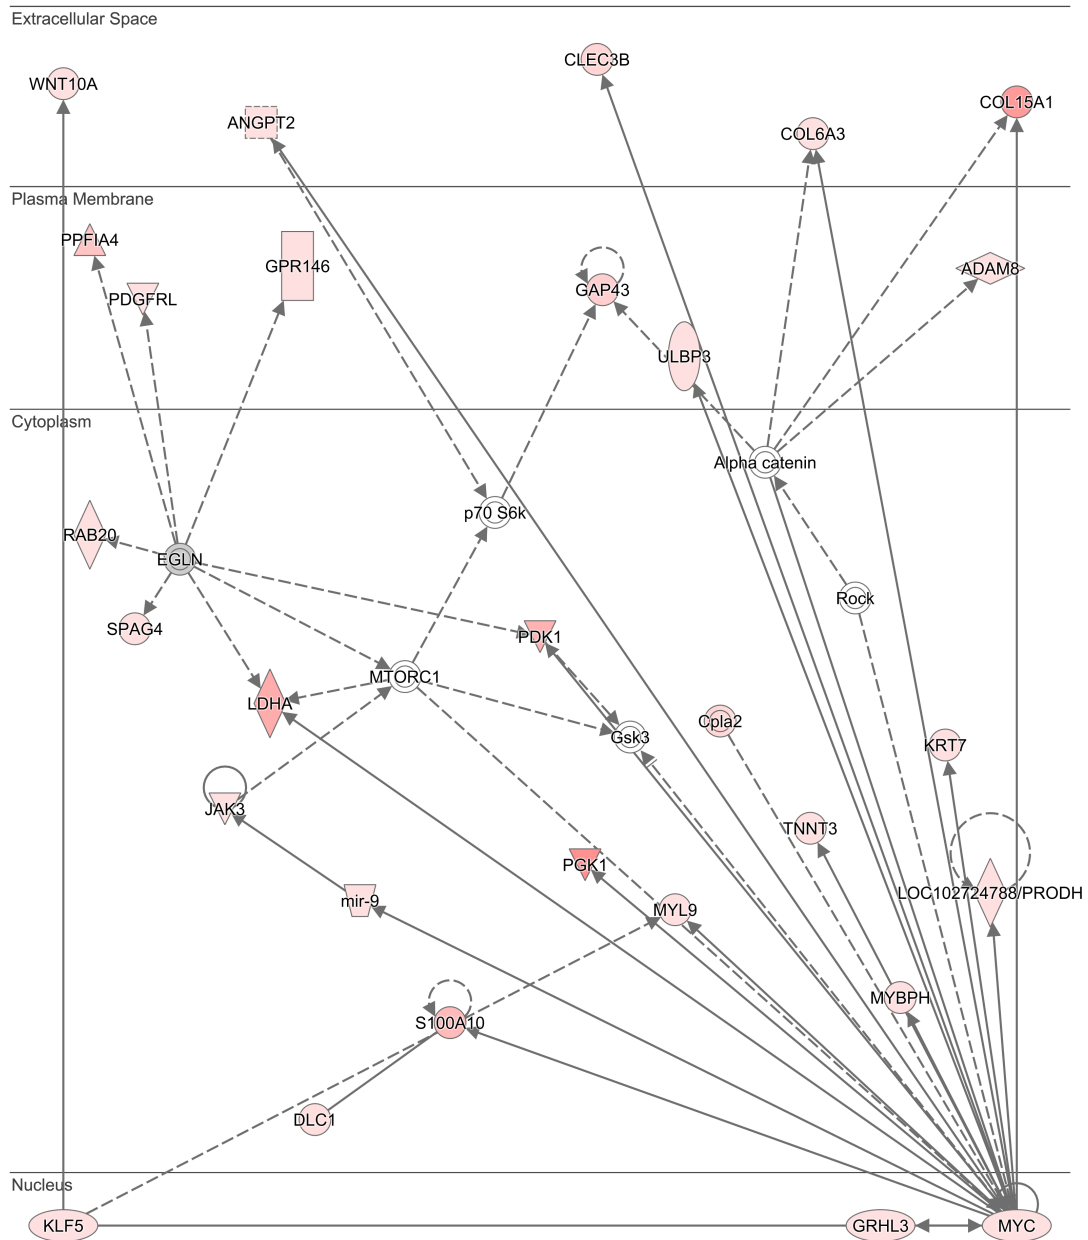 Extracellular Space
CLEC3B
WNT10A
COL15A1
ANGPT2
COL6A3
Plasma Membrane
PPFIA4
GPR146
ADAM8
GAP43
PDGFRL
ULBP3
Cytoplasm
Alpha catenin
p70 S6k
RAB20
EGLN
Rock
SPAG4
PDK1
MTORC1
LDHA
Cpla2
Gsk3
KRT7
JAK3
TNNT3
PGK1
LOC102724788/PRODH
mir-9
MYL9
MYBPH
S100A10
DLC1
Nucleus
KLF5
GRHL3
MYC